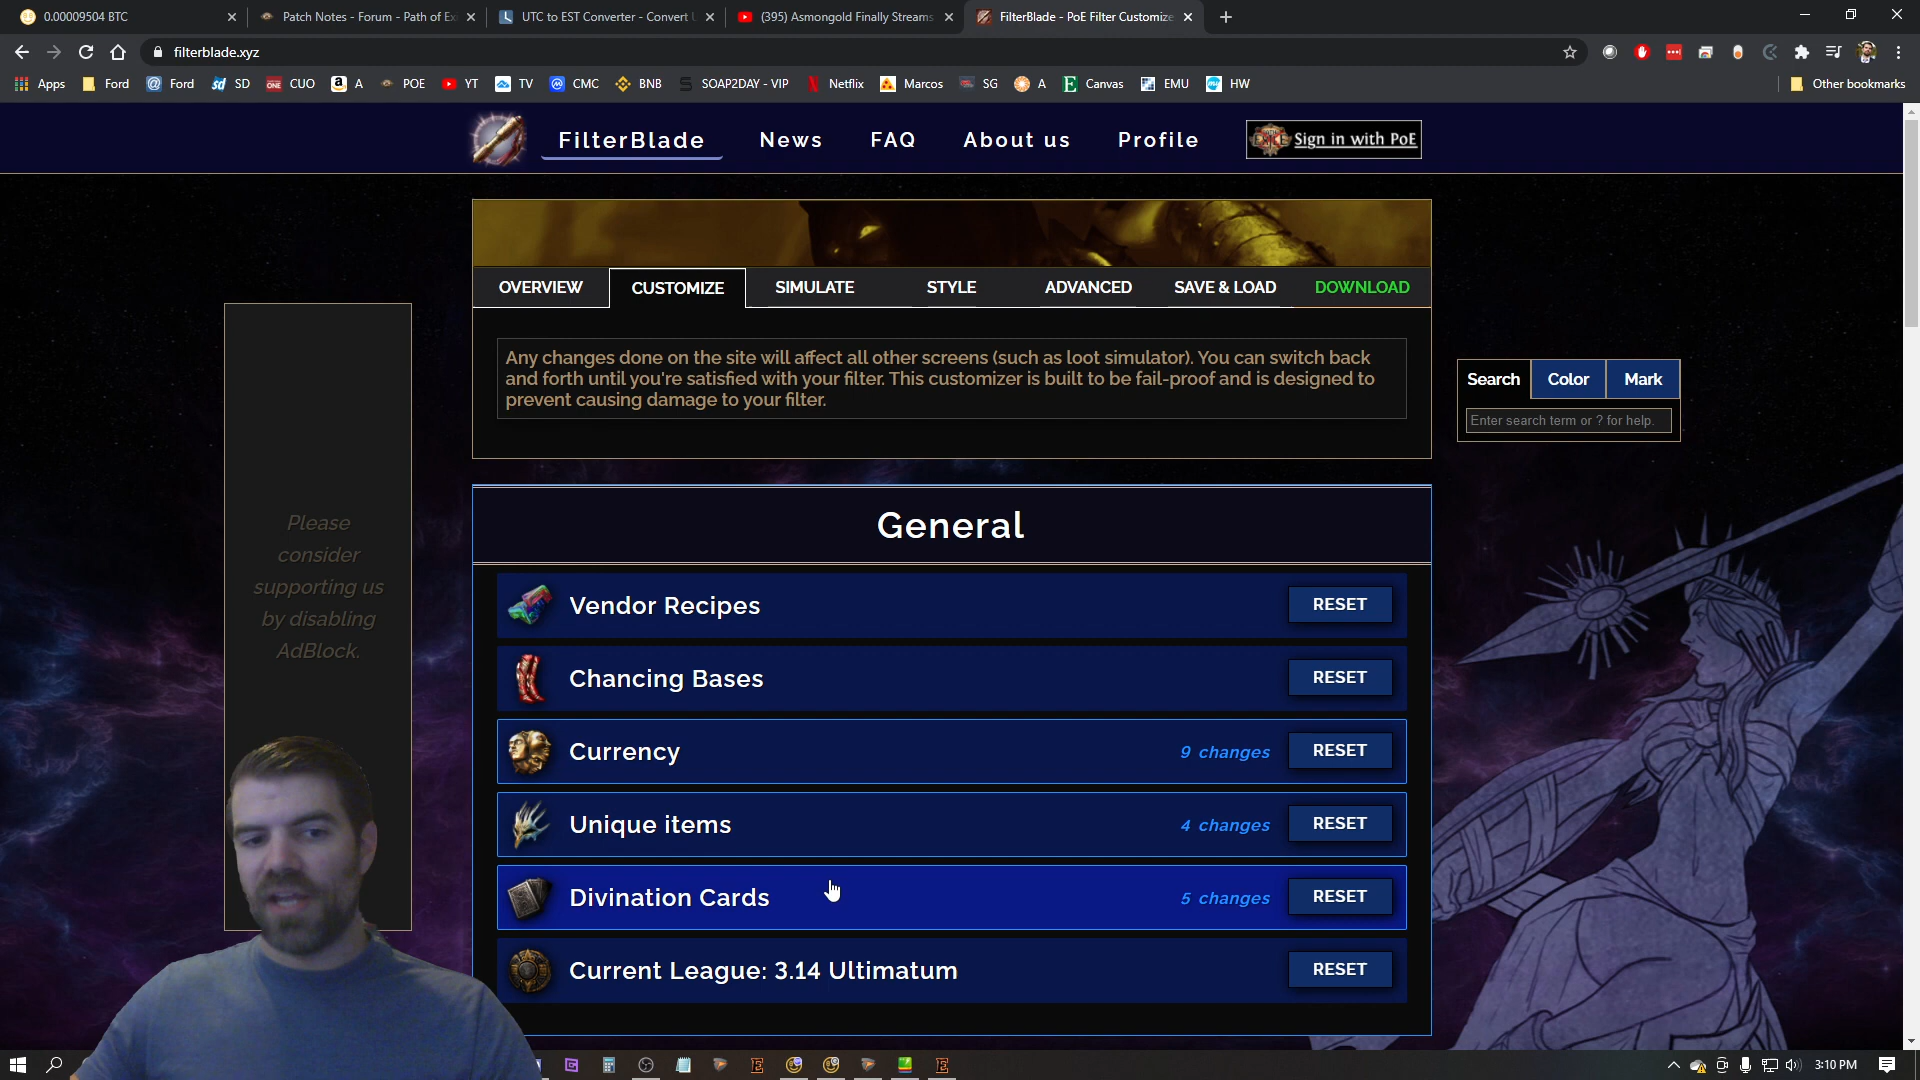 0.00009504 BTC
Patch Notes - Forum - Path of Ex
UTC to EST Converter - Convert U
(395) Asmongold Finally Streams
FilterBlade - PoE Filter Customize
filterblade.xyz
Apps
Ford
Ford
SD
CUO
A
POE
YT
TV
CMC
BNB
SOAP2DAY - VIP
Netflix
Marcos
SG
A
Canvas
EMU
HW
Other bookmarks
FilterBlade
News
FAQ
About us
Profile
Sign in with PoE
OVERVIEW
CUSTOMIZE
SIMULATE
STYLE
ADVANCED
SAVE & LOAD
DOWNLOAD
Any changes done on the site will affect all other screens (such as loot simulator). You can switch back
and forth until you're satisfied with your filter. This customizer is built to be fail-proof and is designed to
prevent causing damage to your filter.
Search
Color
Mark
Enter search term or ? for help.
Please
consider
supporting us
by disabling
AdBlock.
General
Vendor Recipes
RESET
Chancing Bases
RESET
Currency
9 changes
RESET
Unique items
4 changes
RESET
Divination Cards
5 changes
RESET
Current League: 3.14 Ultimatum
RESET
3:10 PM